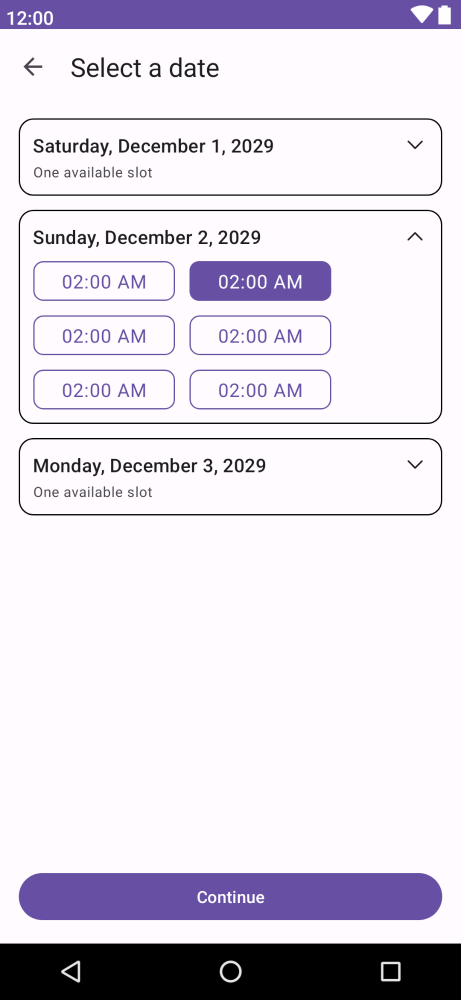 12:00
Select a date
Saturday, December 1, 2029
One available slot
Sunday, December 2, 2029
02:00 AM 02:00 AM
02:00 AM 02:00 AM
02:00 AM 02:00 AM
Monday, December 3, 2029
One available slot
Continue